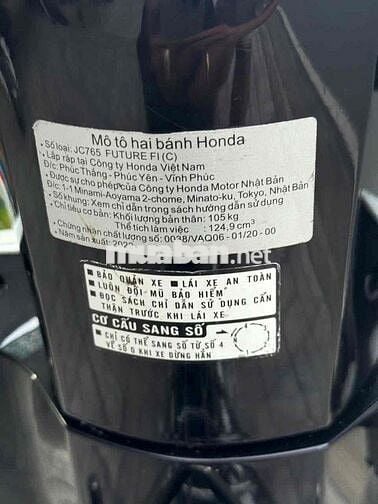 Mô tô hai bánh Honda
• Số loại: JC765 FUTURE FI (C)
• Lắp ráp tại Công ty Honda Việt Nam
Đ/c: Phúc Thắng - Phúc Yên - Vĩnh Phúc
• Được sự cho phép của Công ty Honda Motor Nhật Bản
Đ/c: 1-1 Minami-Aoyama 2-chome, Minato-ku, Tokyo, Nhật Bản
• Số khung: Xem chỉ dẫn trong sách hướng dẫn sử dụng
• Chỉ tiêu cơ bản: Khối lượng bản thân: 105 kg
Thể tích làm việc : 124,9 cm³
• Chứng nhận chất lượng số: 0038/VAQ06 - 01/20 - 00
• Năm sản xuất:
muaban.net
■ BẢO QUẢN XE ■ LÁI XE AN TOÀN
■ LUÔN ĐỘI MŨ BẢO HIỂM
■ ĐỌC SÁCH CHỈ DẪN SỬ DỤNG CẨN
THẬN TRƯỚC KHI LÁI XE
CƠ CẤU SANG SỐ
■ CHỈ CÓ THỂ SANG SỐ TỪ SỐ 4
VỀ SỐ 0 KHI XE DỪNG HẲN